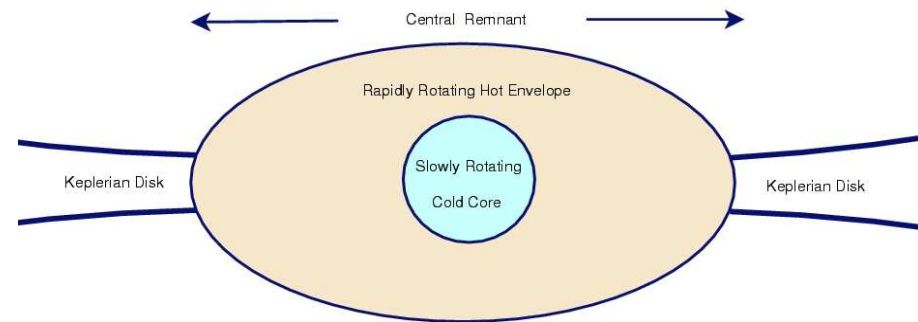 Central Remnant
Rapidly Rotating Hot Envelope
Slowly Rotating
Cold Core
Keplerian Disk
Keplerian Disk